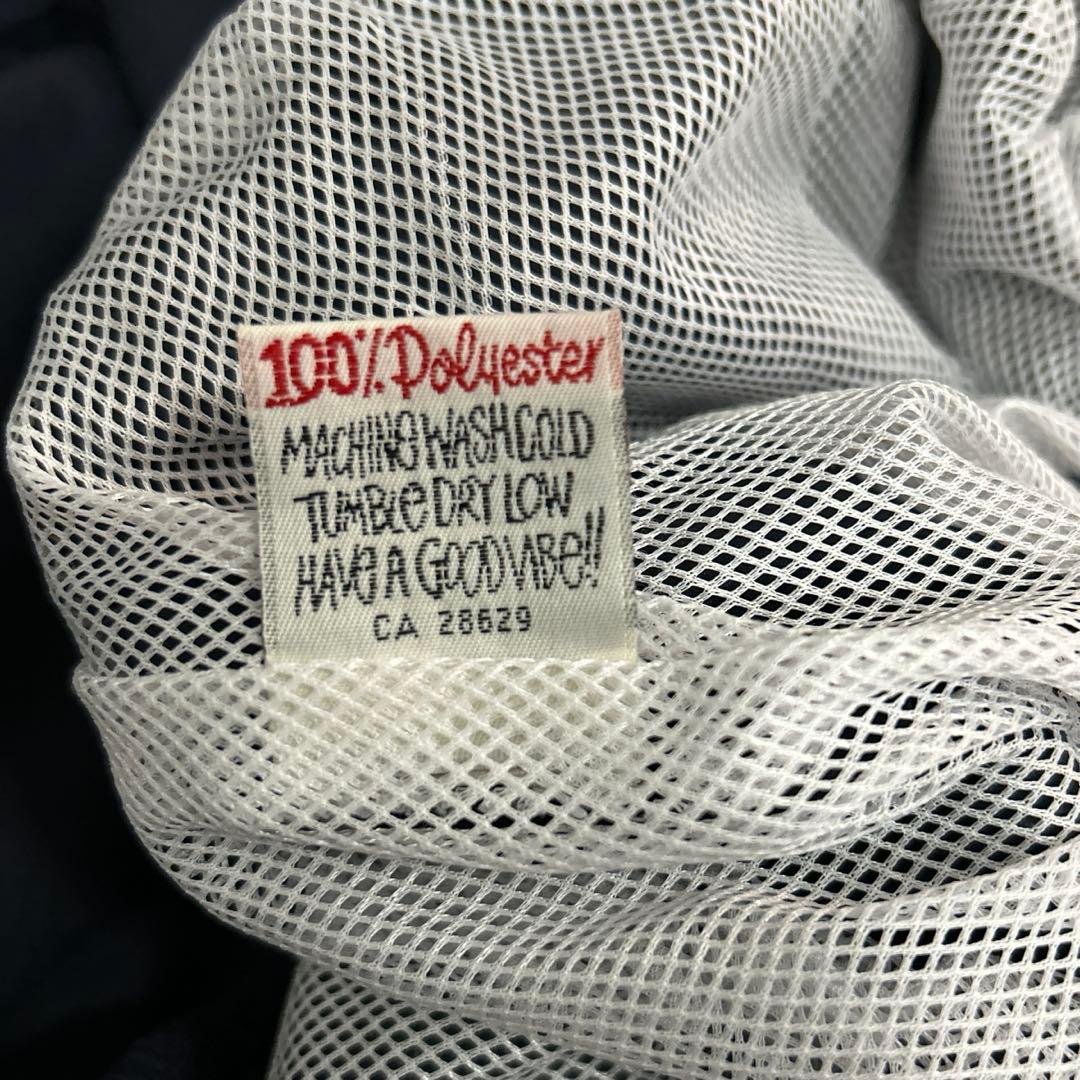 100% Polyester
MACHINE WASH COLD
TUMBLE DRY LOW
HAVE A GOOD VIBE!!
CA 28629